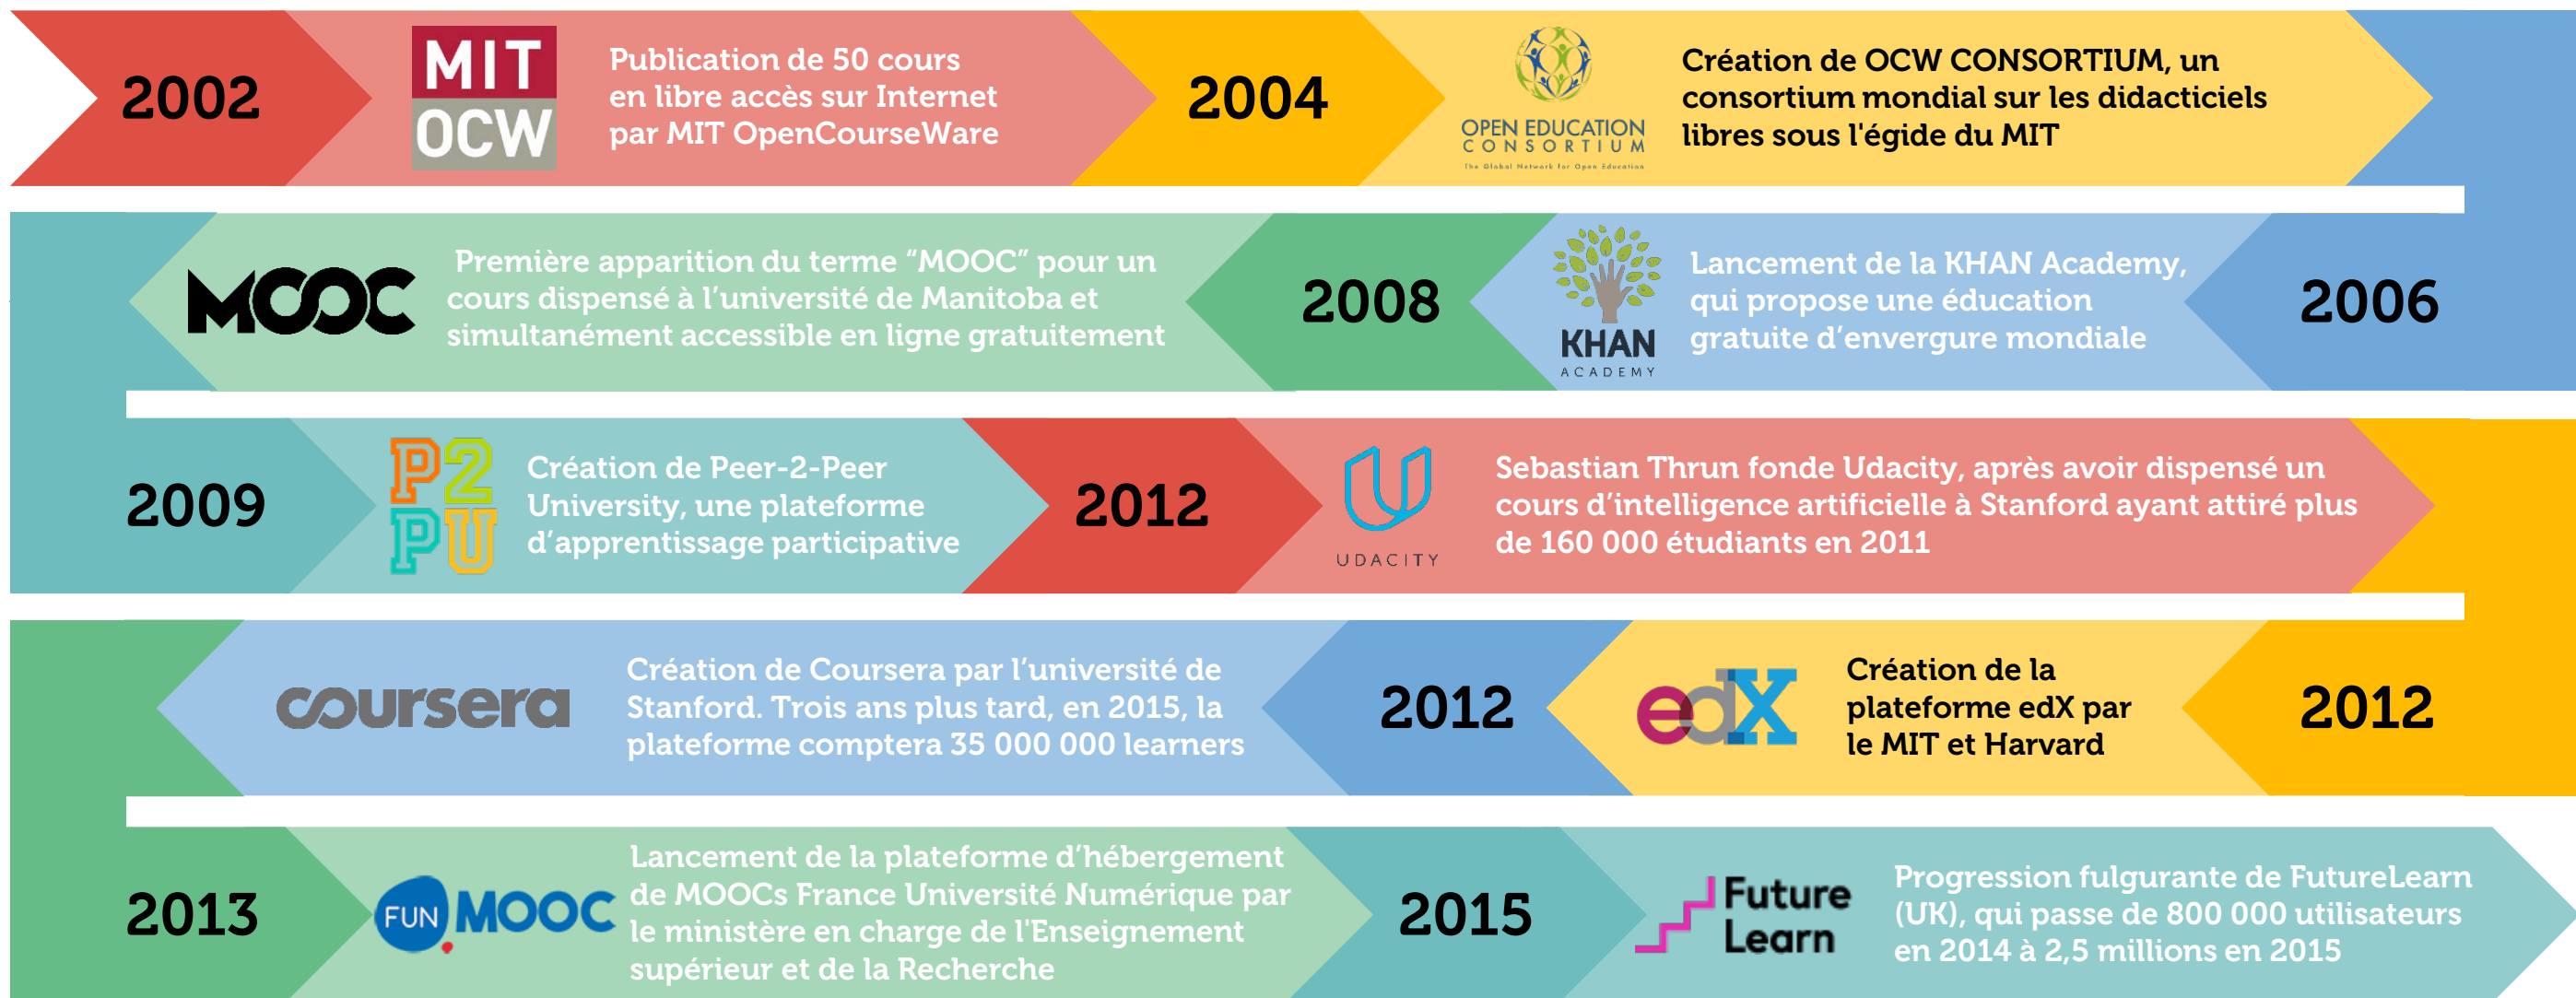 2002
MIT
OCW
Publication de 50 cours
en libre accès sur Internet
par MIT OpenCourseWare
2004
OPEN EDUCATION
CONSORTIUM
The Global Network for Open Education
Création de OCW CONSORTIUM, un
consortium mondial sur les didacticiels
libres sous l'égide du MIT
2006
KHAN
ACADEMY
Lancement de la KHAN Academy,
qui propose une éducation
gratuite d’envergure mondiale
2008
MOOC
Première apparition du terme “MOOC” pour un
cours dispensé à l’université de Manitoba et
simultanément accessible en ligne gratuitement
2009
P2
PU
Création de Peer-2-Peer
University, une plateforme
d’apprentissage participative
2012
UDACITY
Sebastian Thrun fonde Udacity, après avoir dispensé un
cours d’intelligence artificielle à Stanford ayant attiré plus
de 160 000 étudiants en 2011
2012
edX
Création de la
plateforme edX par
le MIT et Harvard
2012
coursera
Création de Coursera par l’université de
Stanford. Trois ans plus tard, en 2015, la
plateforme comptera 35 000 000 learners
2013
FUN MOOC
Lancement de la plateforme d’hébergement
de MOOCs France Université Numérique par
le ministère en charge de l'Enseignement
supérieur et de la Recherche
2015
Future
Learn
Progression fulgurante de FutureLearn
(UK), qui passe de 800 000 utilisateurs
en 2014 à 2,5 millions en 2015